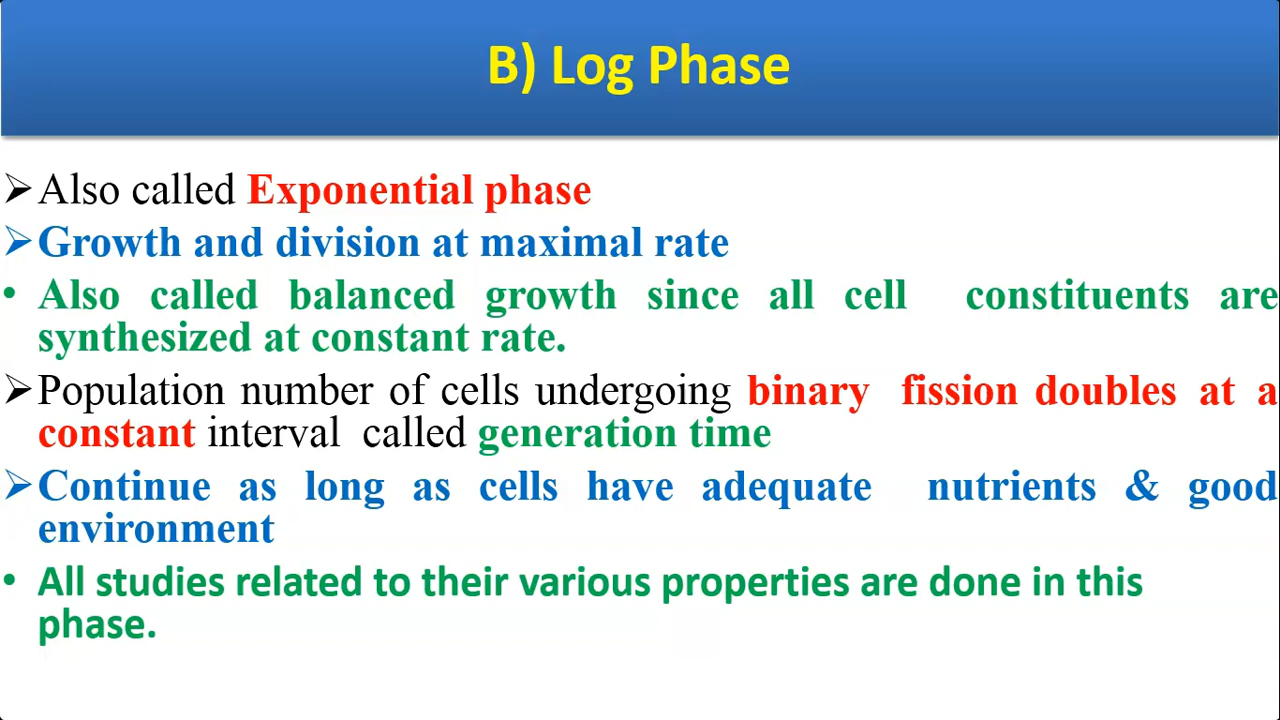 B) Log Phase
➢Also called Exponential phase
➢Growth and division at maximal rate
• Also called balanced growth since all cell constituents are
synthesized at constant rate.
➢Population number of cells undergoing binary fission doubles at a
constant interval called generation time
➢Continue as long as cells have adequate nutrients & good
environment
• All studies related to their various properties are done in this
phase.